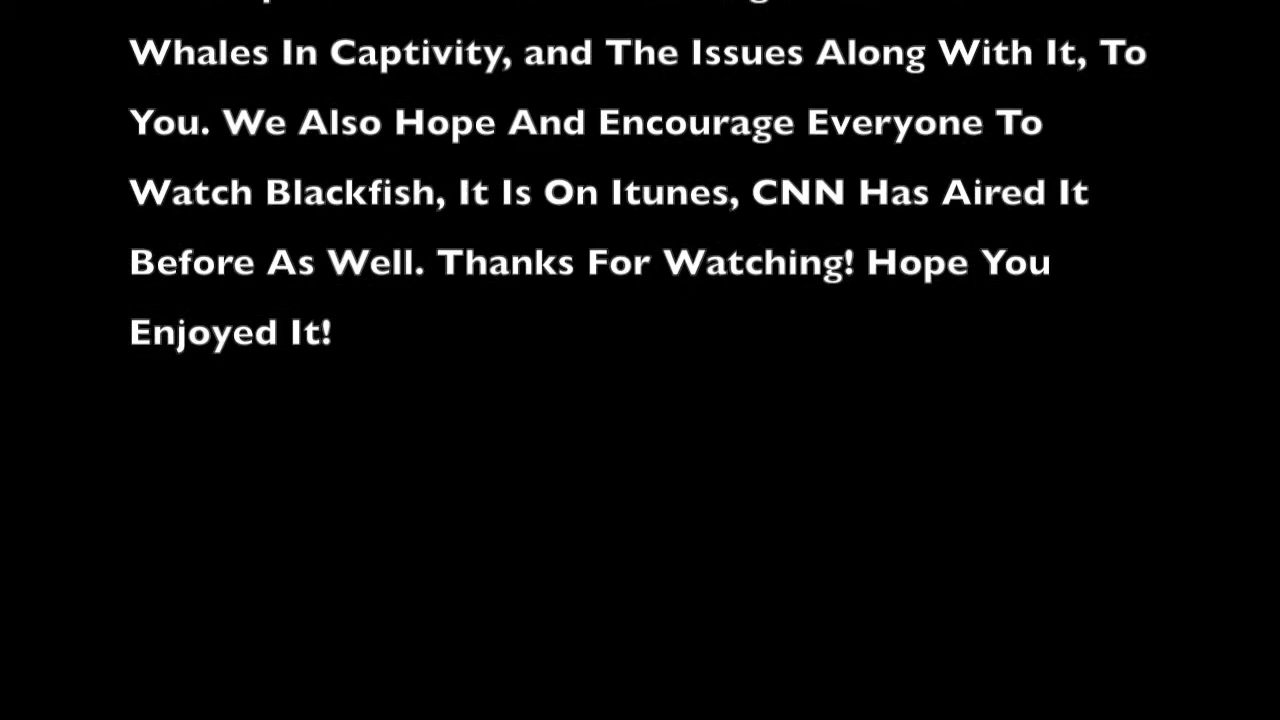 Whales In Captivity, and The Issues Along With It, To
You. We Also Hope And Encourage Everyone To
Watch Blackfish, It Is On Itunes, CNN Has Aired It
Before As Well. Thanks For Watching! Hope You
Enjoyed It!